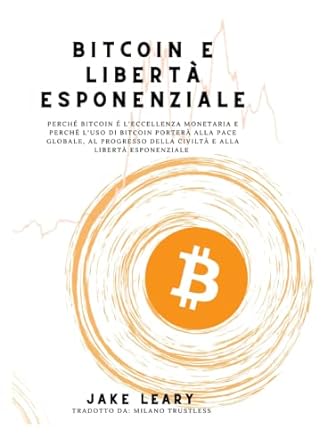 BITCOIN E
LIBERTÀ
ESPONENZIALE
PERCHÉ BITCOIN É L'ECCELLENZA MONETARIA E
PERCHÉ L'USO DI BITCOIN PORTERÀ ALLA PACE
GLOBALE, AL PROGRESSO DELLA CIVILTÀ E ALLA
LIBERTÀ ESPONENZIALE
₿
JAKE LEARY
TRADOTTO DA: MILANO TRUSTLESS